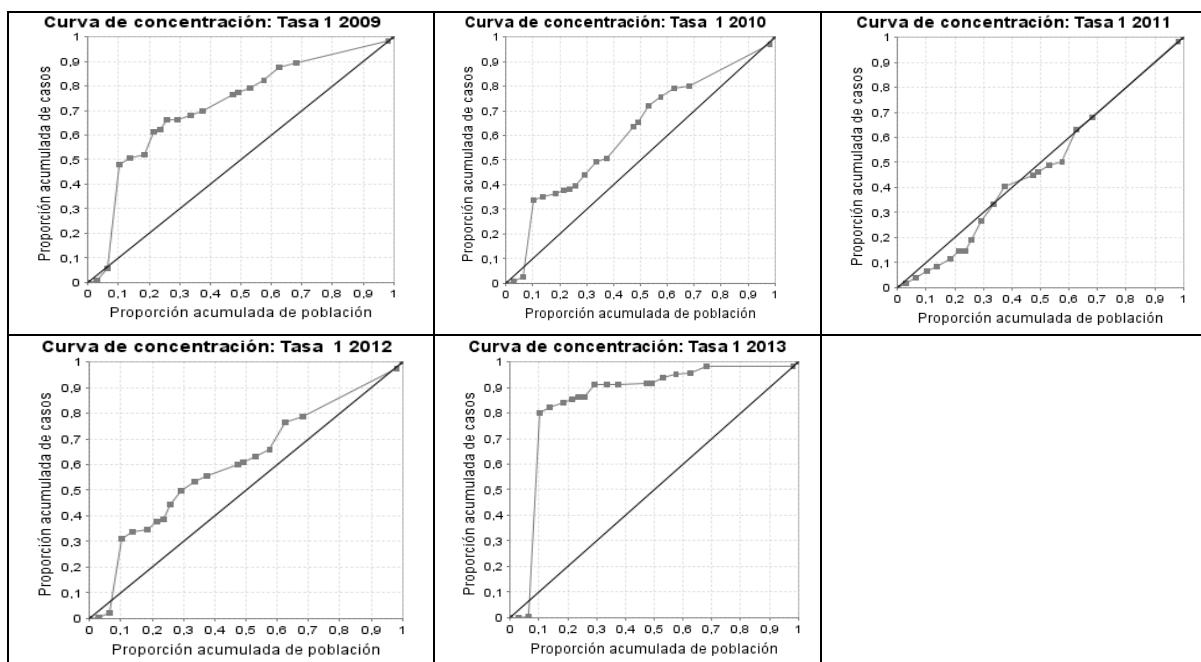 Curva de concentración: Tasa 1 2009
Proporción acumulada de casos
1
0,9
0,8
0,7
0,6
0,5
0,4
0,3
0,2
0,1
0
0 0,1 0,2 0,3 0,4 0,5 0,6 0,7 0,8 0,9 1
Proporción acumulada de población
Curva de concentración: Tasa 1 2010
Proporción acumulada de casos
1
0,9
0,8
0,7
0,6
0,5
0,4
0,3
0,2
0,1
0
0 0,1 0,2 0,3 0,4 0,5 0,6 0,7 0,8 0,9 1
Proporción acumulada de población
Curva de concentración: Tasa 1 2011
Proporción acumulada de casos
1
0,9
0,8
0,7
0,6
0,5
0,4
0,3
0,2
0,1
0
0 0,1 0,2 0,3 0,4 0,5 0,6 0,7 0,8 0,9 1
Proporción acumulada de población
Curva de concentración: Tasa 1 2012
Proporción acumulada de casos
1
0,9
0,8
0,7
0,6
0,5
0,4
0,3
0,2
0,1
0
0 0,1 0,2 0,3 0,4 0,5 0,6 0,7 0,8 0,9 1
Proporción acumulada de población
Curva de concentración: Tasa 1 2013
Proporción acumulada de casos
1
0,9
0,8
0,7
0,6
0,5
0,4
0,3
0,2
0,1
0
0 0,1 0,2 0,3 0,4 0,5 0,6 0,7 0,8 0,9 1
Proporción acumulada de población